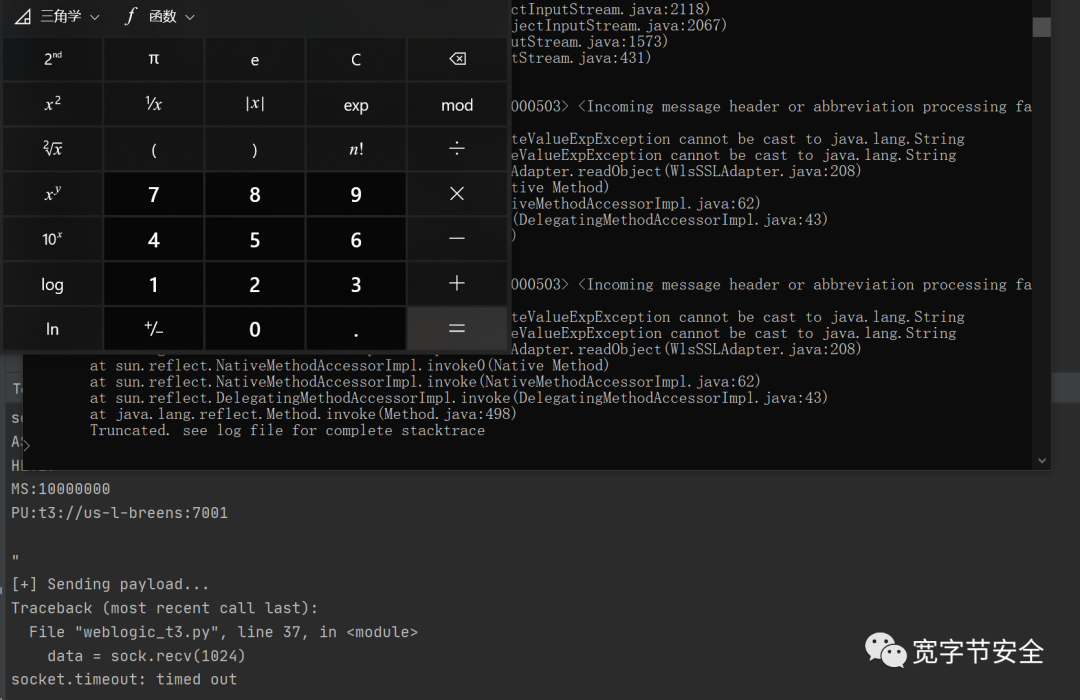 三角学 f 函数
2nd π e C
x² ¹/x |x| exp mod
²√x ( ) n! ÷
xʸ 7 8 9 ×
10ˣ 4 5 6 −
log 1 2 3 +
ln +/− 0 . =
ctInputStream.java:2118)
jectInputStream.java:2067)
utStream.java:1573)
tStream.java:431)
000503> <Incoming message header or abbreviation processing fa
teValueExpException cannot be cast to java.lang.String
eValueExpException cannot be cast to java.lang.String
Adapter.readObject(WlsSSLAdapter.java:208)
tive Method)
iveMethodAccessorImpl.java:62)
(DelegatingMethodAccessorImpl.java:43)
)
000503> <Incoming message header or abbreviation processing fa
teValueExpException cannot be cast to java.lang.String
eValueExpException cannot be cast to java.lang.String
Adapter.readObject(WlsSSLAdapter.java:208)
at sun.reflect.NativeMethodAccessorImpl.invoke0(Native Method)
at sun.reflect.NativeMethodAccessorImpl.invoke(NativeMethodAccessorImpl.java:62)
at sun.reflect.DelegatingMethodAccessorImpl.invoke(DelegatingMethodAccessorImpl.java:43)
at java.lang.reflect.Method.invoke(Method.java:498)
Truncated. see log file for complete stacktrace
MS:10000000
PU:t3://us-l-breens:7001
"
[+] Sending payload...
Traceback (most recent call last):
File "weblogic_t3.py", line 37, in <module>
data = sock.recv(1024)
socket.timeout: timed out
宽字节安全